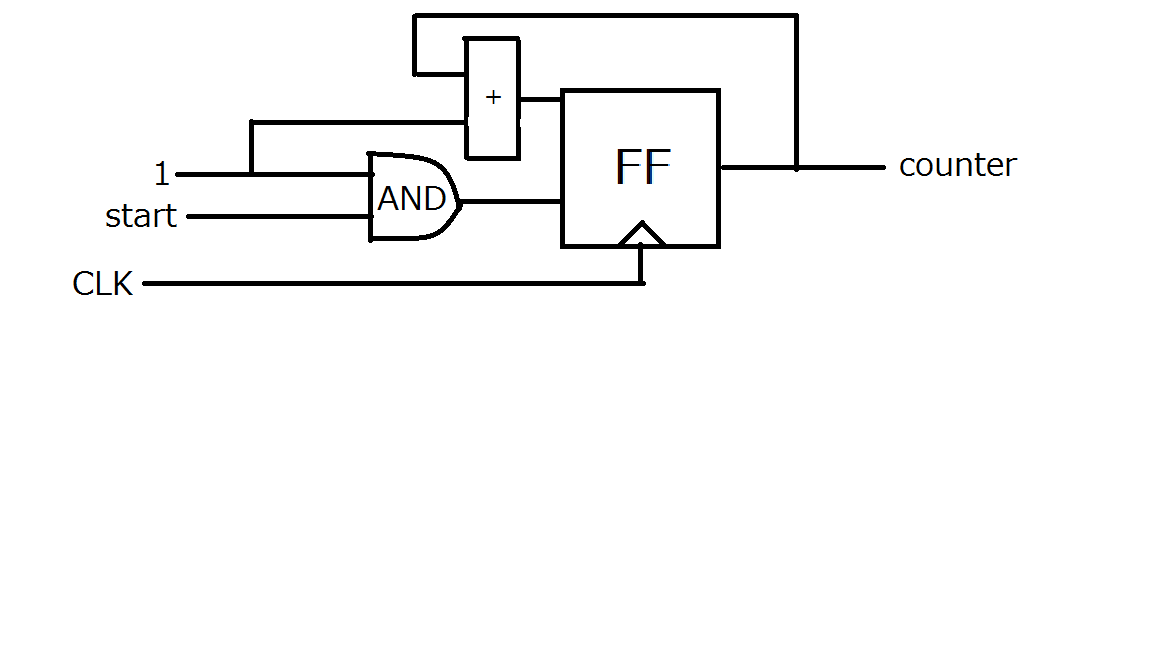 +
FF
1
AND
start
counter
CLK